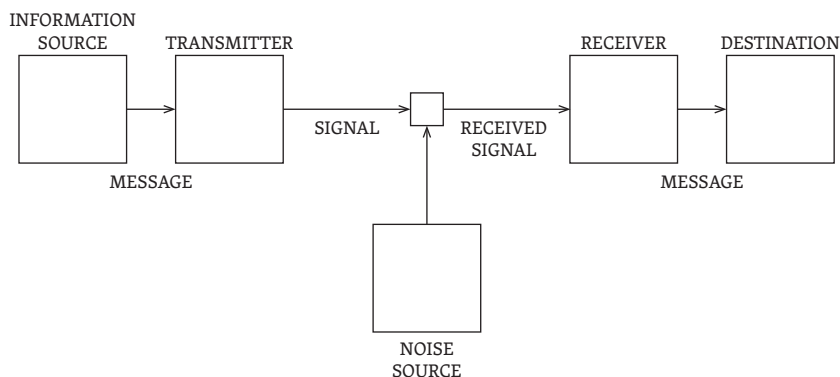 INFORMATION
SOURCE
TRANSMITTER
RECEIVER
DESTINATION
SIGNAL
RECEIVED
SIGNAL
MESSAGE
MESSAGE
NOISE
SOURCE